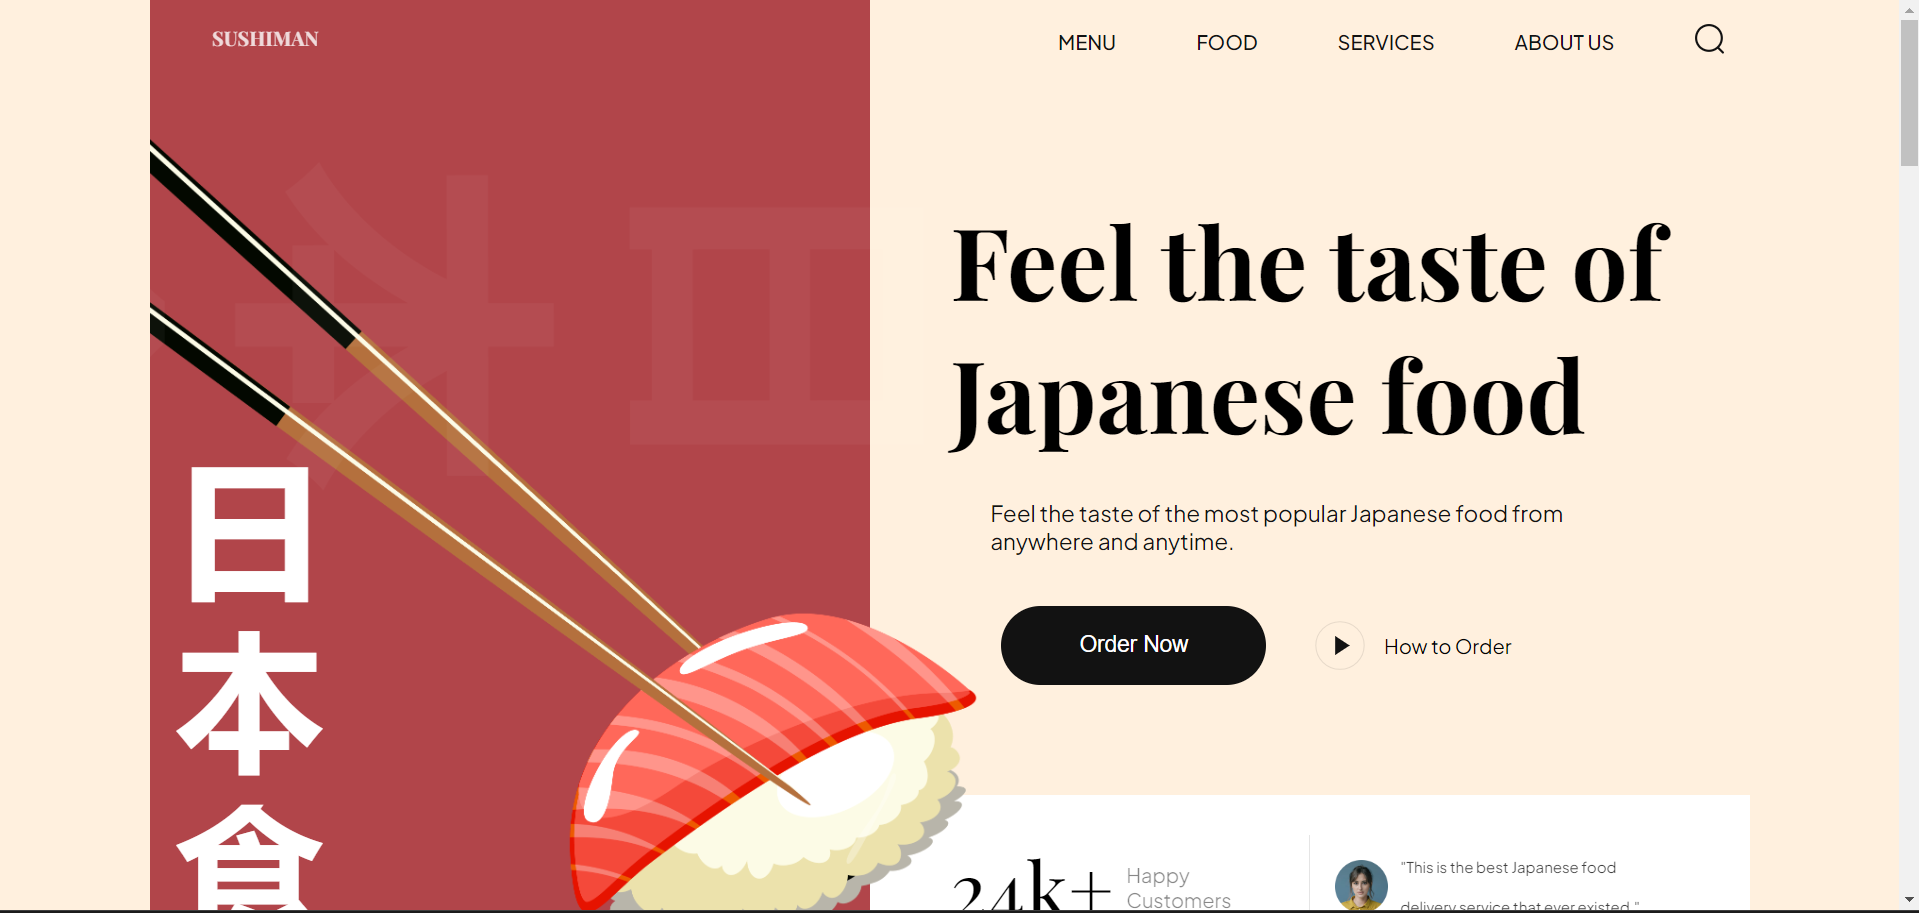 SUSHIMAN
MENU FOOD SERVICES ABOUT US
日本
Feel the taste of
Japanese food
Feel the taste of the most popular Japanese food from
anywhere and anytime.
Order Now
How to Order
日
本
食
24k+
Happy
Customers
"This is the best Japanese food
delivery service that ever existed."